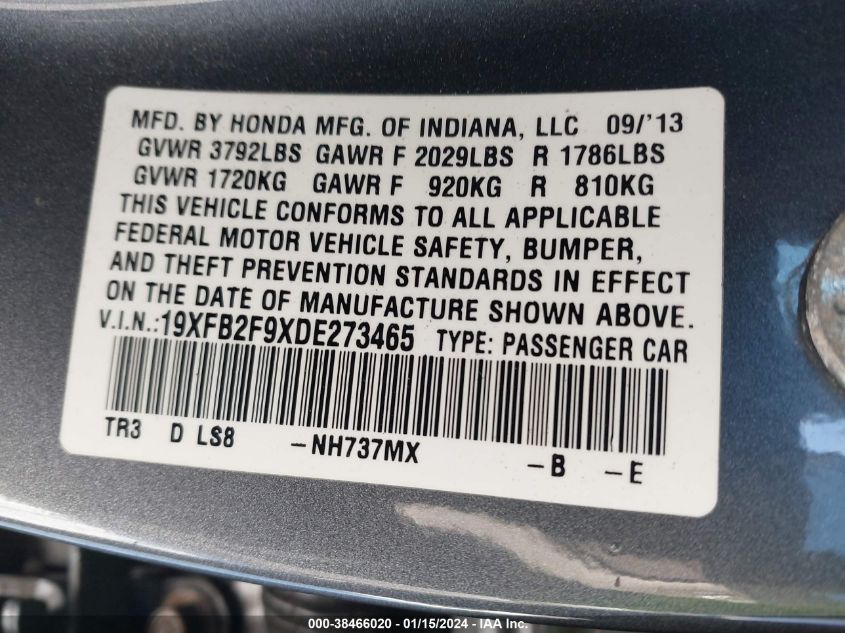 MFD. BY HONDA MFG. OF INDIANA, LLC 09/'13
GVWR 3792LBS GAWR F 2029LBS R 1786LBS
GVWR 1720KG GAWR F 920KG R 810KG
THIS VEHICLE CONFORMS TO ALL APPLICABLE
FEDERAL MOTOR VEHICLE SAFETY, BUMPER,
AND THEFT PREVENTION STANDARDS IN EFFECT
ON THE DATE OF MANUFACTURE SHOWN ABOVE.
V.I.N.:19XFB2F9XDE273465 TYPE: PASSENGER CAR
TR3 D LS8 -NH737MX -B -E
000-38466020 - 01/15/2024 - IAA Inc.